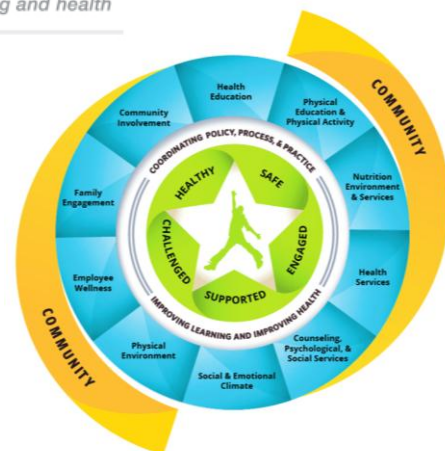 g and health
COMMUNITY
Health
Education
Physical
Education &
Physical Activity
Nutrition
Environment
& Services
Health
Services
Counseling,
Psychological, &
Social Services
Social & Emotional
Climate
Physical
Environment
Employee
Wellness
Family
Engagement
Community
Involvement
COMMUNITY
COORDINATING POLICY, PROCESS, & PRACTICE
IMPROVING LEARNING AND IMPROVING HEALTH
HEALTHY
SAFE
ENGAGED
SUPPORTED
CHALLENGED